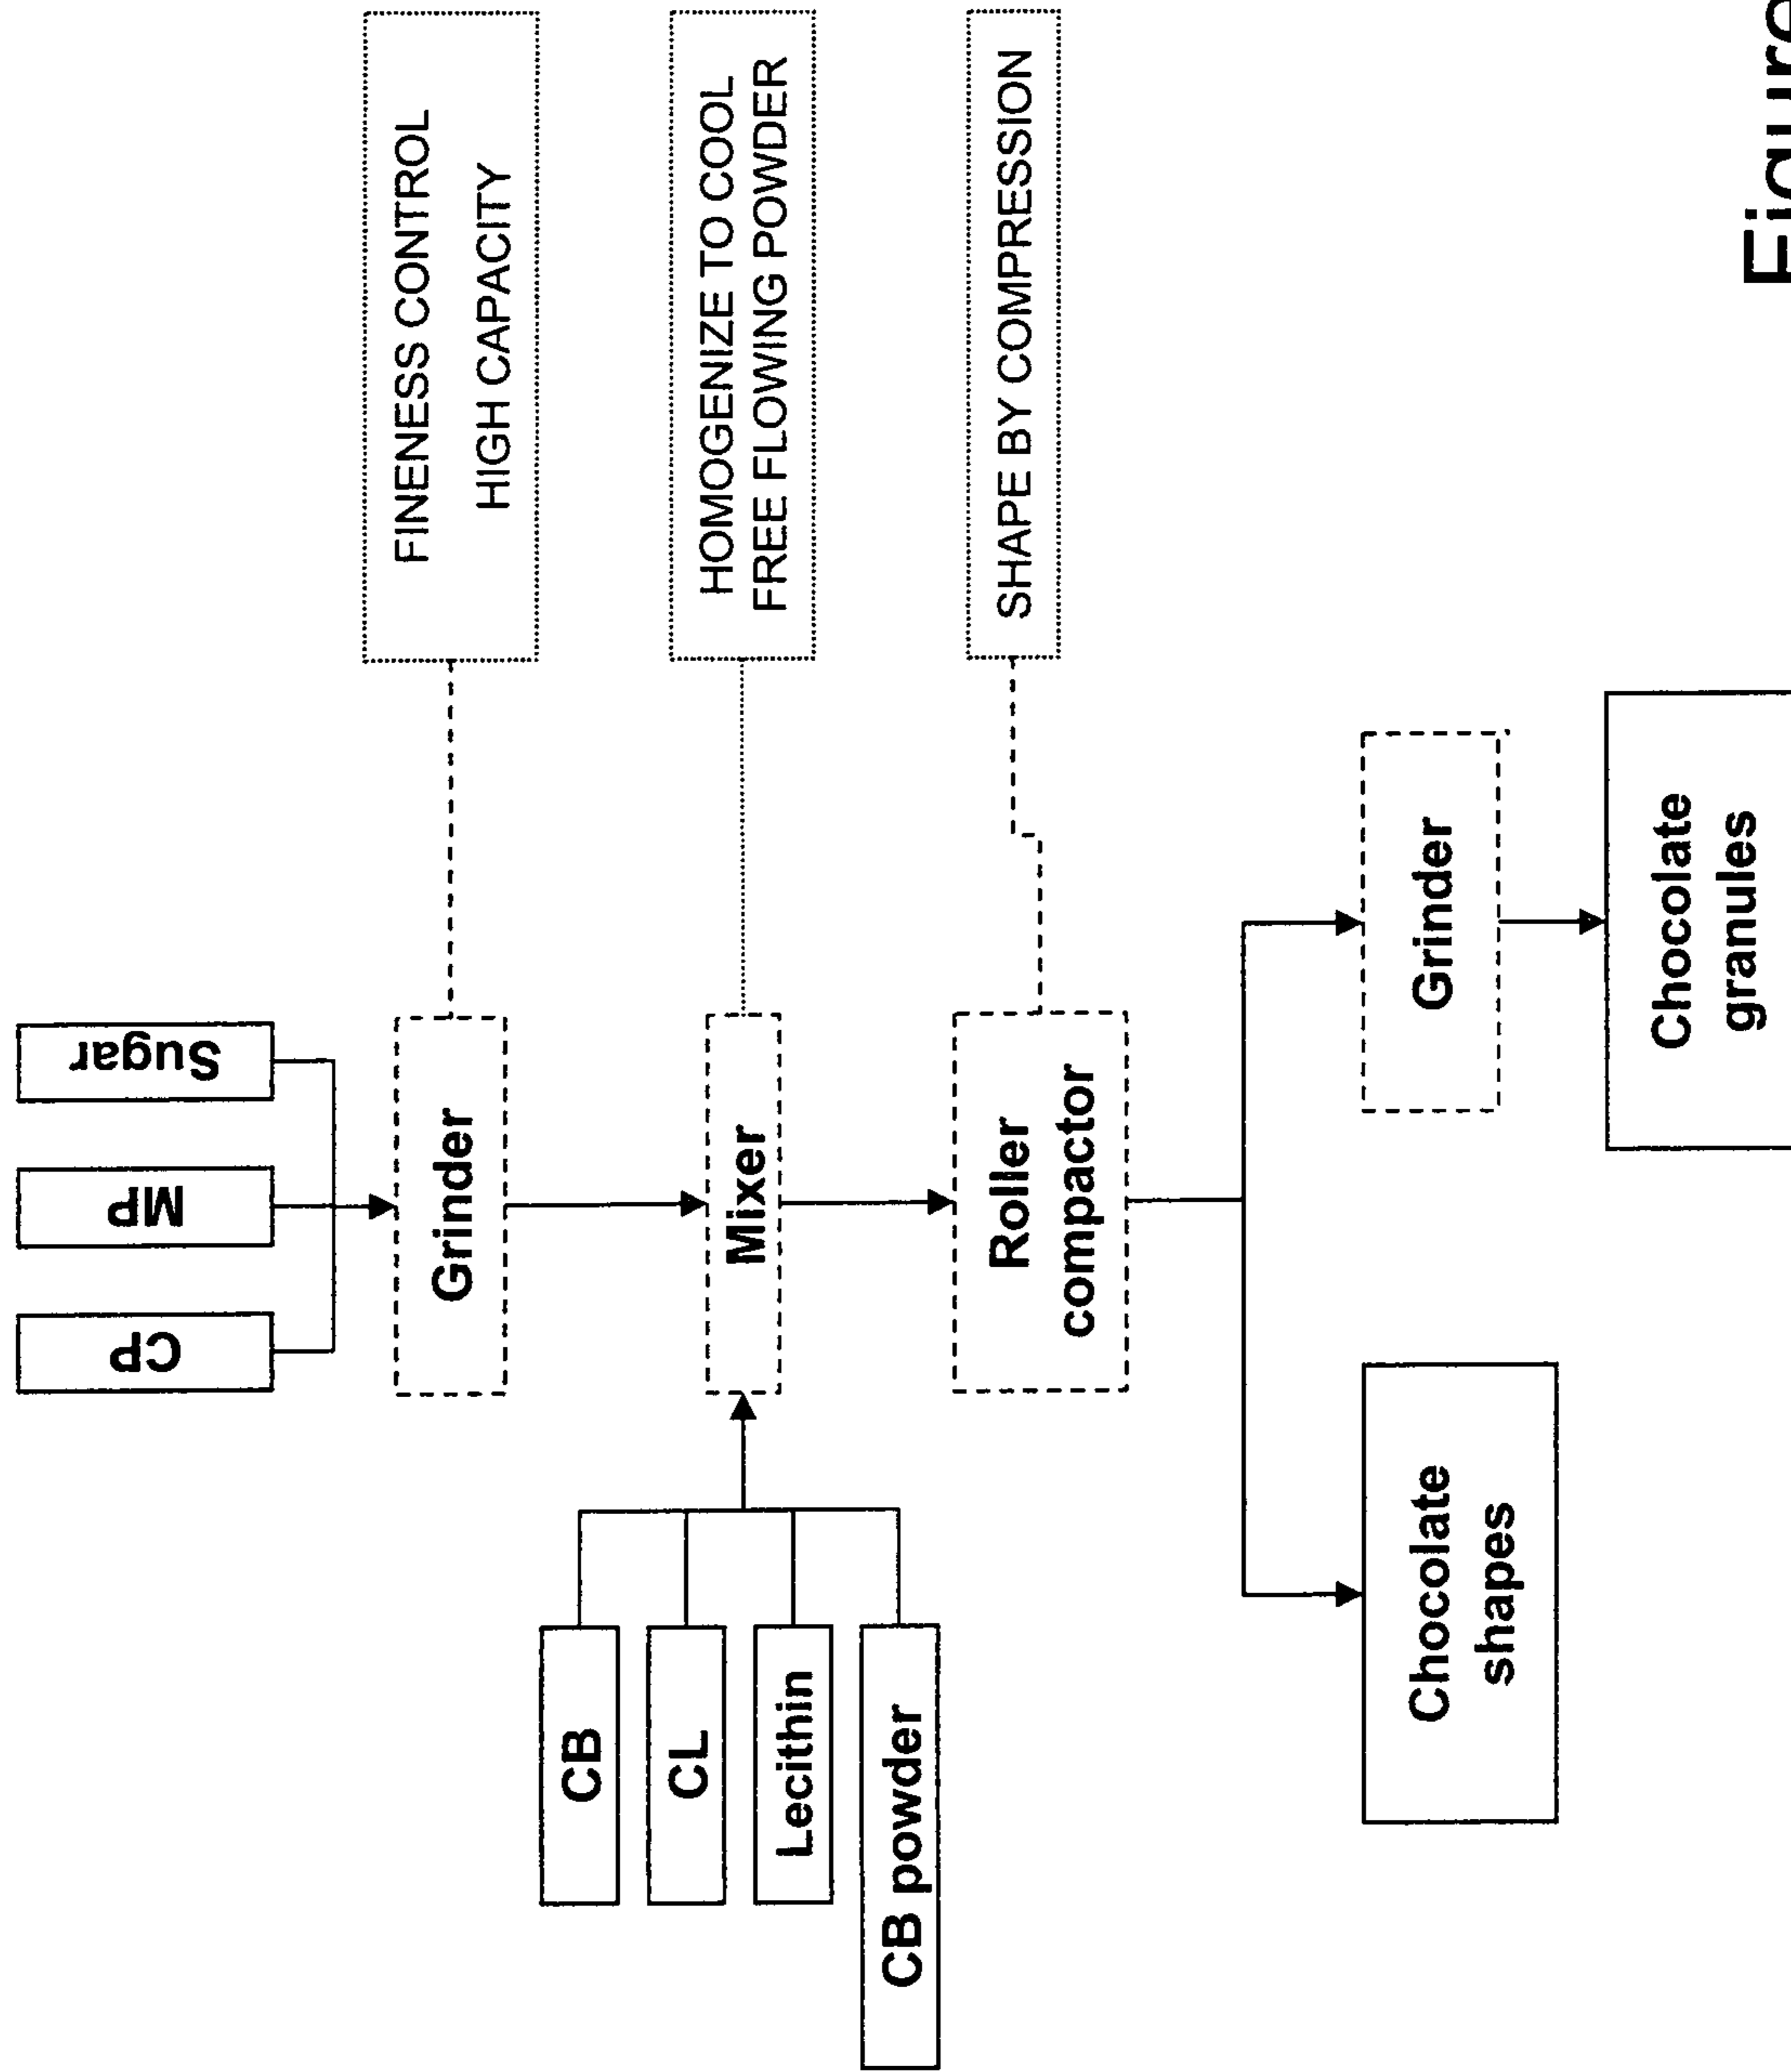 CP
MP
Sugar
Grinder
FINENESS CONTROL
HIGH CAPACITY
CB
CL
Lecithin
CB powder
Mixer
HOMOGENIZE TO COOL
FREE FLOWING POWDER
Roller
compactor
SHAPE BY COMPRESSION
Chocolate
shapes
Grinder
Chocolate
granules
Figure